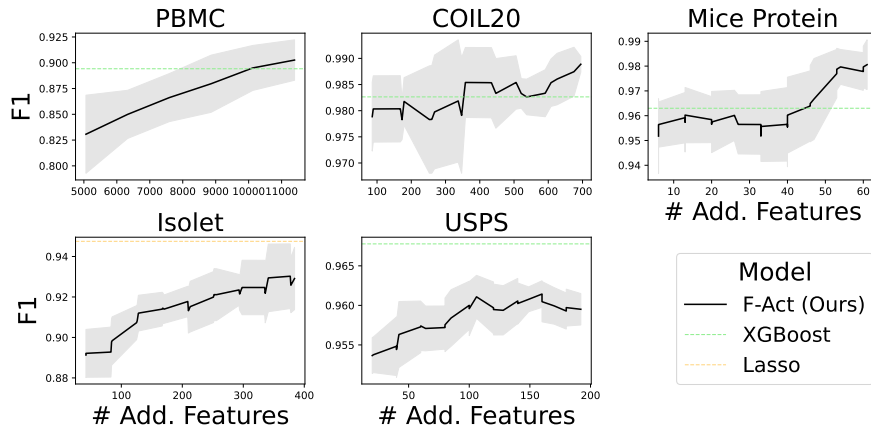 PBMC
COIL20
Mice Protein
F1
0.925
0.900
0.875
0.850
0.825
0.800
5000 6000 7000 8000 9000 10000 11000
0.990
0.985
0.980
0.975
0.970
100 200 300 400 500 600 700
0.99
0.98
0.97
0.96
0.95
0.94
10 20 30 40 50 60
# Add. Features
Isolet
USPS
F1
0.94
0.92
0.90
0.88
100 200 300 400
# Add. Features
0.965
0.960
0.955
50 100 150 200
# Add. Features
Model
F-Act (Ours)
XGBoost
Lasso